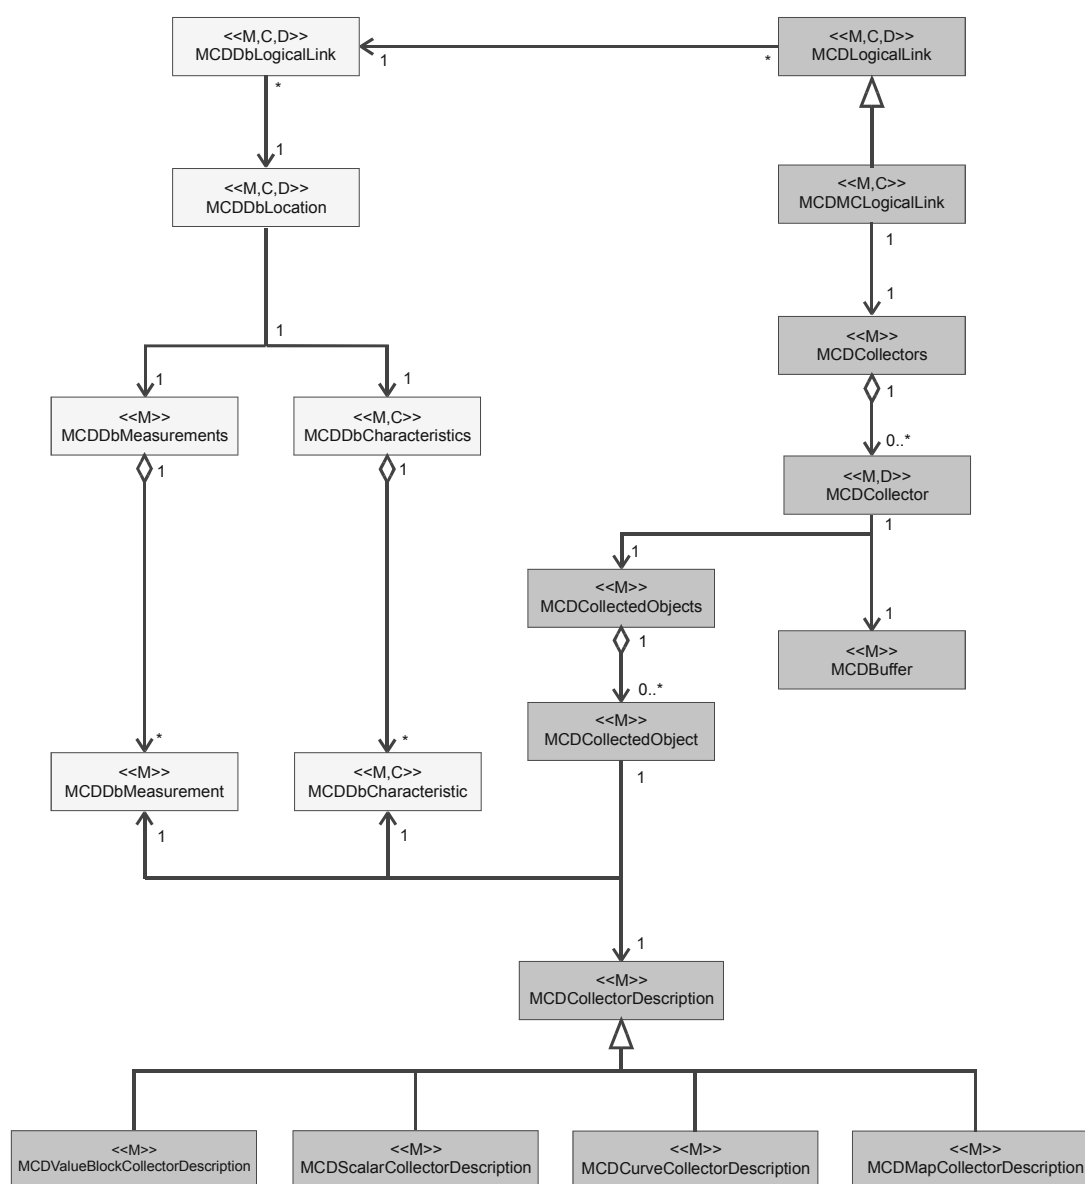 <<M,C,D>>
MCDDbLogicalLink
<<M,C,D>>
MCDLogicalLink
1
*
*
1
<<M,C,D>>
MCDDbLocation
<<M,C>>
MCDMCLogicalLink
1
1
<<M>>
MCDCollectors
1
1
1
1
0..*
<<M>>
MCDDbMeasurements
<<M,C>>
MCDDbCharacteristics
1
1
<<M,D>>
MCDCollector
1
1
<<M>>
MCDCollectedObjects
1
1
<<M>>
MCDBuffer
0..*
<<M>>
MCDCollectedObject
1
*
*
<<M>>
MCDDbMeasurement
<<M,C>>
MCDDbCharacteristic
1
1
1
<<M>>
MCDCollectorDescription
<<M>>
MCDValueBlockCollectorDescription
<<M>>
MCDScalarCollectorDescription
<<M>>
MCDCurveCollectorDescription
<<M>>
MCDMapCollectorDescription